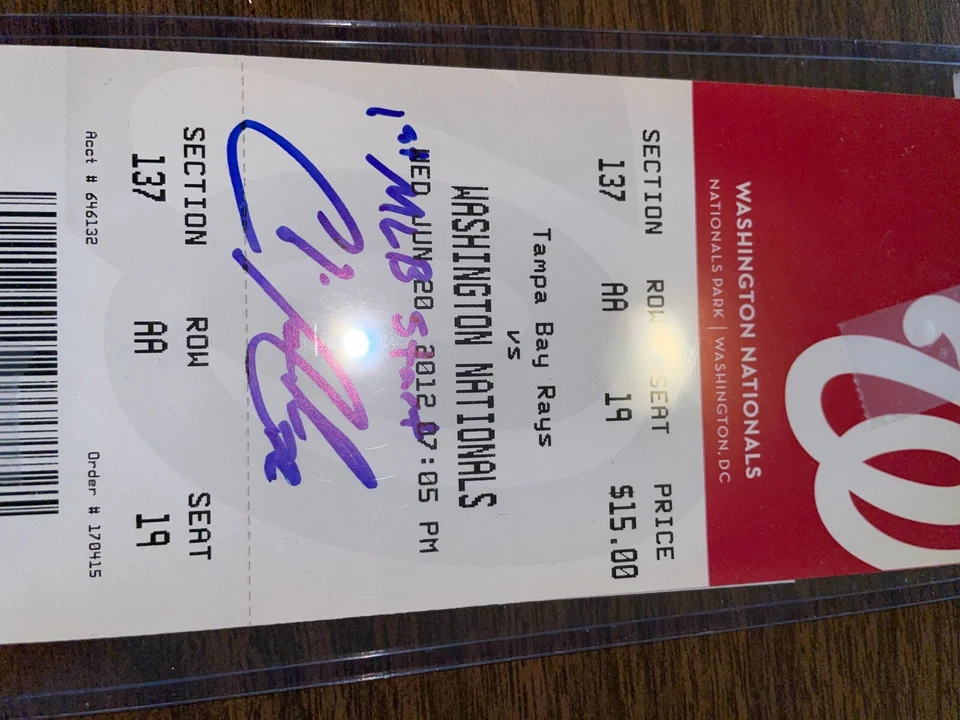 W
WASHINGTON NATIONALS
NATIONALS PARK | WASHINGTON, DC
SECTION ROW SEAT PRICE
137 AA 19 $15.00
Tampa Bay Rays
vs
WASHINGTON NATIONALS
WED JUN 20 2012 07:05 PM
1st MLB Start
SECTION ROW SEAT
137 AA 19
Acct # 646132 Order # 170415